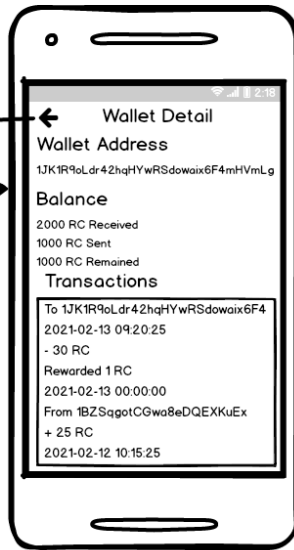 2:18
Wallet Detail
Wallet Address
1JK1R9oLdr42hqHYwRSdowaix6F4mHVmLg
Balance
2000 RC Received
1000 RC Sent
1000 RC Remained
Transactions
To 1JK1R9oLdr42hqHYwRSdowaix6F4
2021-02-13 09:20:25
- 30 RC
Rewarded 1 RC
2021-02-13 00:00:00
From 1BZSqgotCGwa8eDQEXKuEx
+ 25 RC
2021-02-12 10:15:25